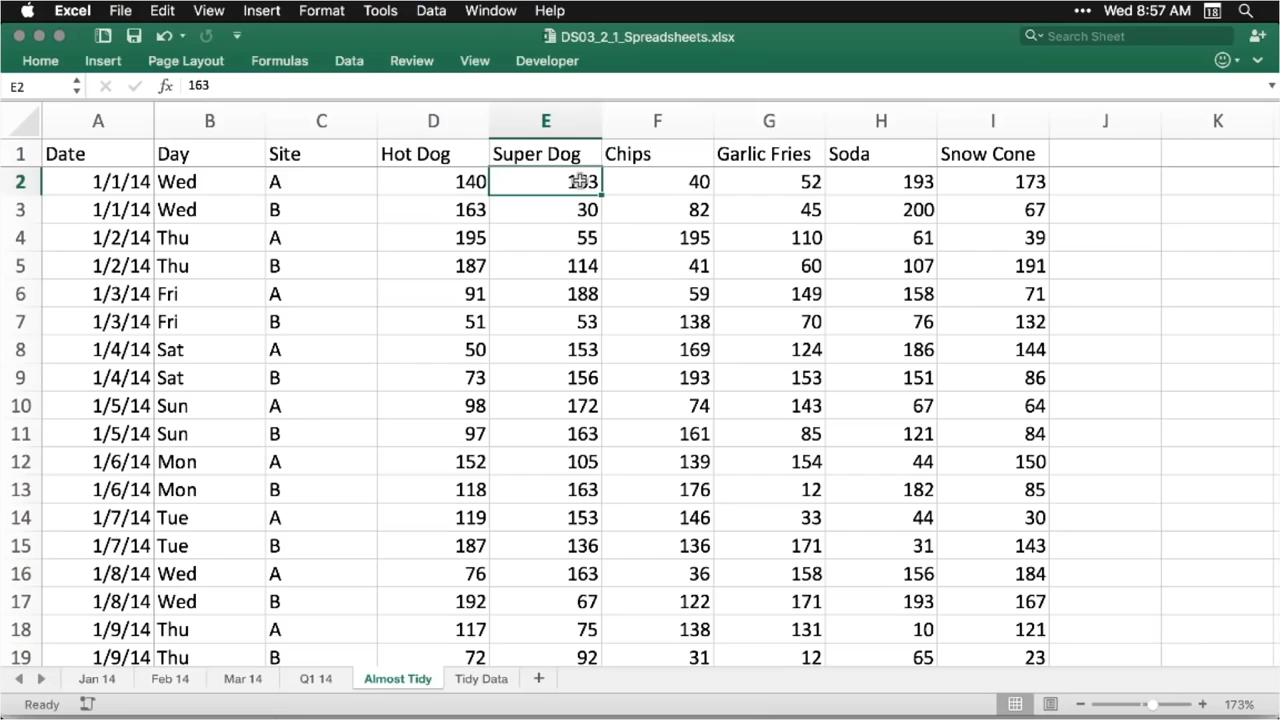 Excel File Edit View Insert Format Tools Data Window Help ••• Wed 8:57 AM 18
DS03_2_1_Spreadsheets.xlsx Search Sheet
Home Insert Page Layout Formulas Data Review View Developer
E2 fx 163
A B C D E F G H I J K
1 Date Day Site Hot Dog Super Dog Chips Garlic Fries Soda Snow Cone
2 1/1/14 Wed A 140 163 40 52 193 173
3 1/1/14 Wed B 163 30 82 45 200 67
4 1/2/14 Thu A 195 55 195 110 61 39
5 1/2/14 Thu B 187 114 41 60 107 191
6 1/3/14 Fri A 91 188 59 149 158 71
7 1/3/14 Fri B 51 53 138 70 76 132
8 1/4/14 Sat A 50 153 169 124 186 144
9 1/4/14 Sat B 73 156 193 153 151 86
10 1/5/14 Sun A 98 172 74 143 67 64
11 1/5/14 Sun B 97 163 161 85 121 84
12 1/6/14 Mon A 152 105 139 154 44 150
13 1/6/14 Mon B 118 163 176 12 182 85
14 1/7/14 Tue A 119 153 146 33 44 30
15 1/7/14 Tue B 187 136 136 171 31 143
16 1/8/14 Wed A 76 163 36 158 156 184
17 1/8/14 Wed B 192 67 122 171 193 167
18 1/9/14 Thu A 117 75 138 131 10 121
19 1/9/14 Thu B 72 92 31 12 65 23
Jan 14 Feb 14 Mar 14 Q1 14 Almost Tidy Tidy Data +
Ready 173%